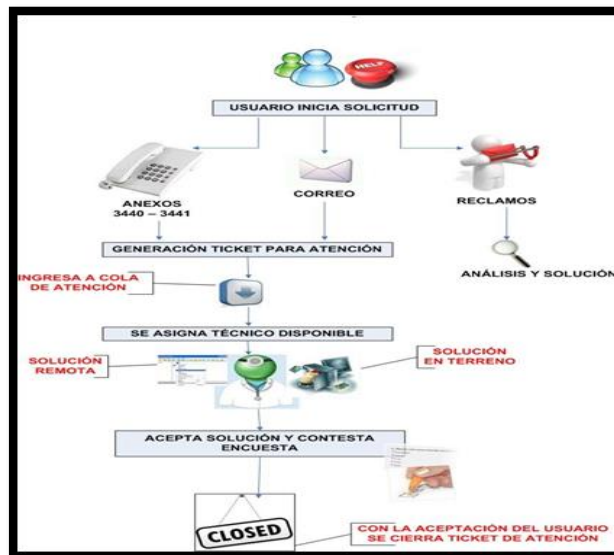 HELP
USUARIO INICIA SOLICITUD
ANEXOS
3440 – 3441
CORREO
RECLAMOS
GENERACIÓN TICKET PARA ATENCIÓN
ANÁLISIS Y SOLUCIÓN
INGRESA A COLA
DE ATENCIÓN
SE ASIGNA TÉCNICO DISPONIBLE
SOLUCIÓN
REMOTA
SOLUCIÓN
EN TERRENO
ACEPTA SOLUCIÓN Y CONTESTA
ENCUESTA
CLOSED
CON LA ACEPTACIÓN DEL USUARIO
SE CIERRA TICKET DE ATENCIÓN